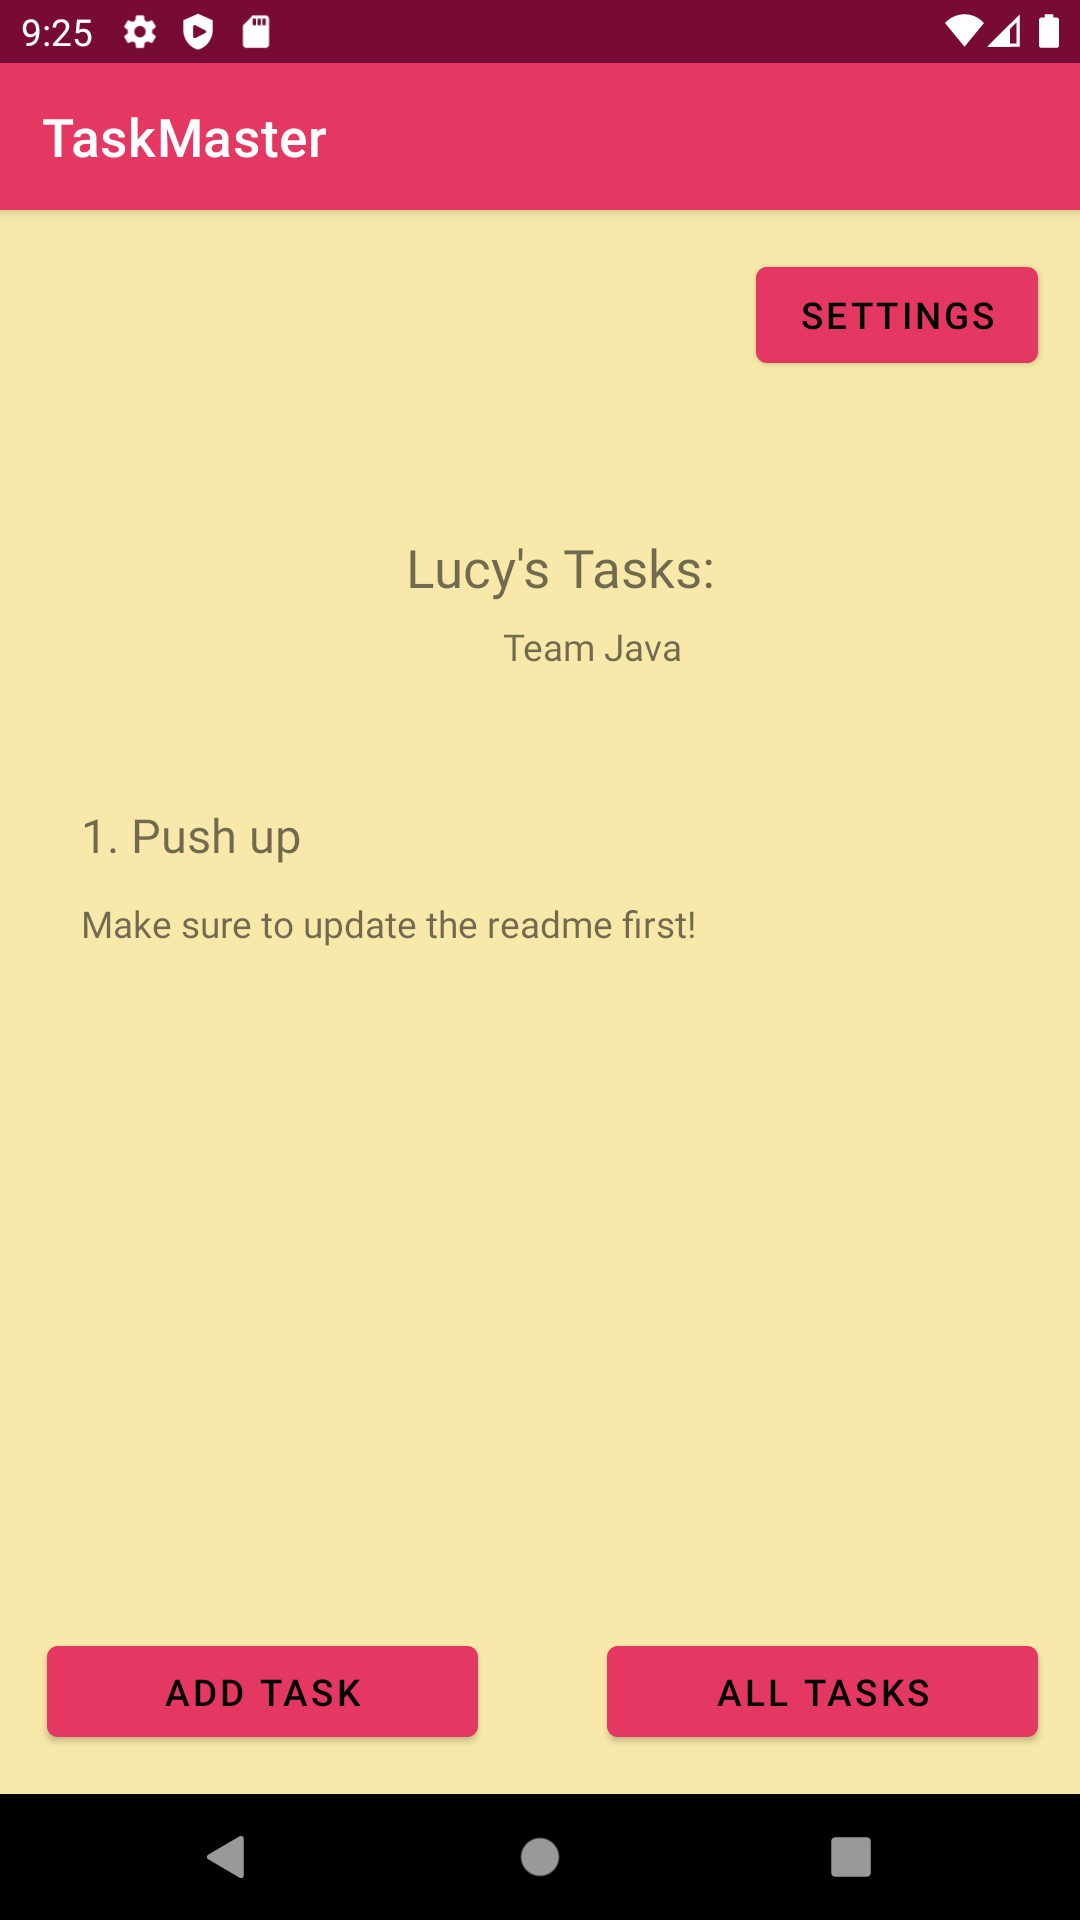 9:25
TaskMaster
SETTINGS
Lucy's Tasks:
Team Java
1. Push up
Make sure to update the readme first!
ADD TASK
ALL TASKS